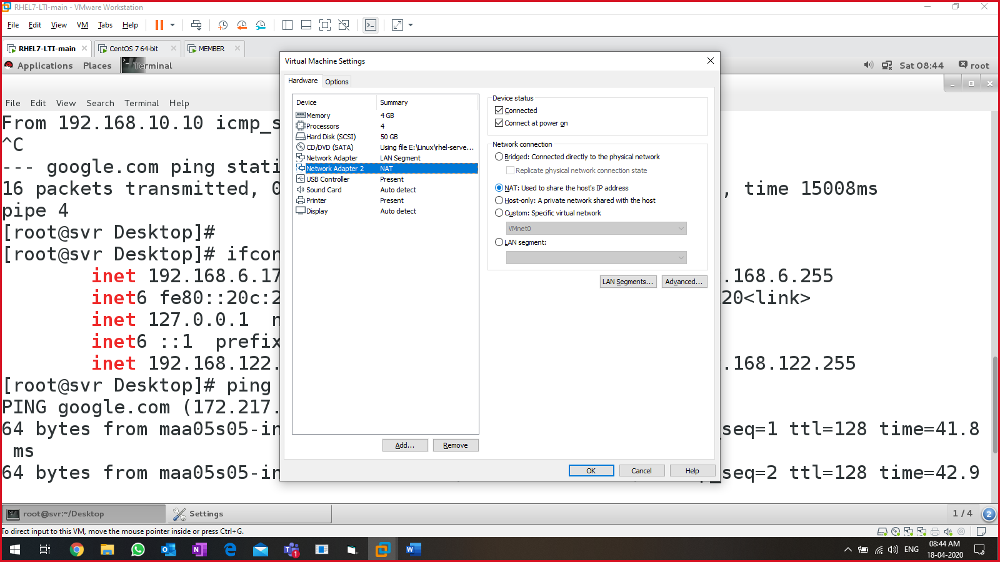 RHEL7-LTI-main - VMware Workstation
File Edit View VM Tabs Help
RHEL7-LTI-main CentOS 7 64-bit MEMBER
Applications Places Terminal Sat 08:44 root
File Edit View Search Terminal Help
From 192.168.10.10 icmp_s
^C
--- google.com ping stati
16 packets transmitted, 0 , time 15008ms
pipe 4
[root@svr Desktop]#
[root@svr Desktop]# ifcon
inet 192.168.6.17 .168.6.255
inet6 fe80::20c:2 20<link>
inet 127.0.0.1 n
inet6 ::1 prefix
inet 192.168.122. .168.122.255
[root@svr Desktop]# ping
PING google.com (172.217.
64 bytes from maa05s05-in _seq=1 ttl=128 time=41.8
ms
64 bytes from maa05s05-in _seq=2 ttl=128 time=42.9
Virtual Machine Settings
Hardware Options
Device Summary
Memory 4 GB
Processors 4
Hard Disk (SCSI) 50 GB
CD/DVD (SATA) Using file E:\Linux\rhel-serve...
Network Adapter LAN Segment
Network Adapter 2 NAT
USB Controller Present
Sound Card Auto detect
Printer Present
Display Auto detect
Add... Remove
Device status
Connected
Connect at power on
Network connection
Bridged: Connected directly to the physical network
Replicate physical network connection state
NAT: Used to share the host's IP address
Host-only: A private network shared with the host
Custom: Specific virtual network
VMnet0
LAN segment:
LAN Segments... Advanced...
OK Cancel Help
root@svr:~/Desktop Settings 1 / 4 2
To direct input to this VM, move the mouse pointer inside or press Ctrl+G.
1 ENG 08:44 AM
18-04-2020